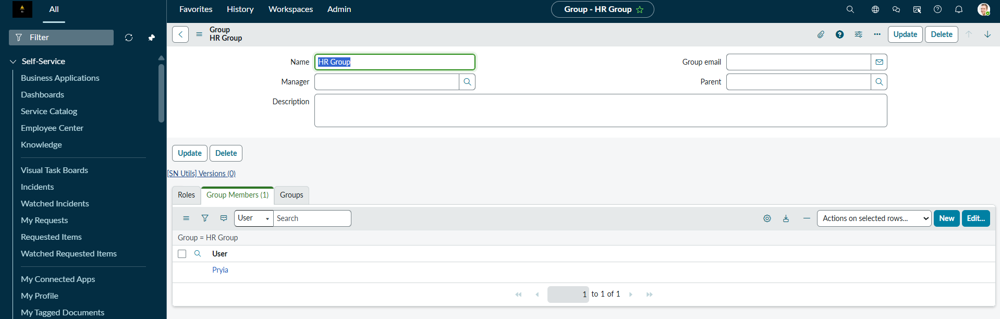 All
Favorites
History
Workspaces
Admin
Group - HR Group
Filter
Group
HR Group
Update
Delete
Self-Service
Business Applications
Dashboards
Service Catalog
Employee Center
Knowledge
Visual Task Boards
Incidents
Watched Incidents
My Requests
Requested Items
Watched Requested Items
My Connected Apps
My Profile
My Tagged Documents
Name
HR Group
Group email
Manager
Parent
Description
Update
Delete
[SN Utils] Versions (0)
Roles
Group Members (1)
Groups
User
Search
Actions on selected rows...
New
Edit...
Group = HR Group
User
Pryia
1 to 1 of 1